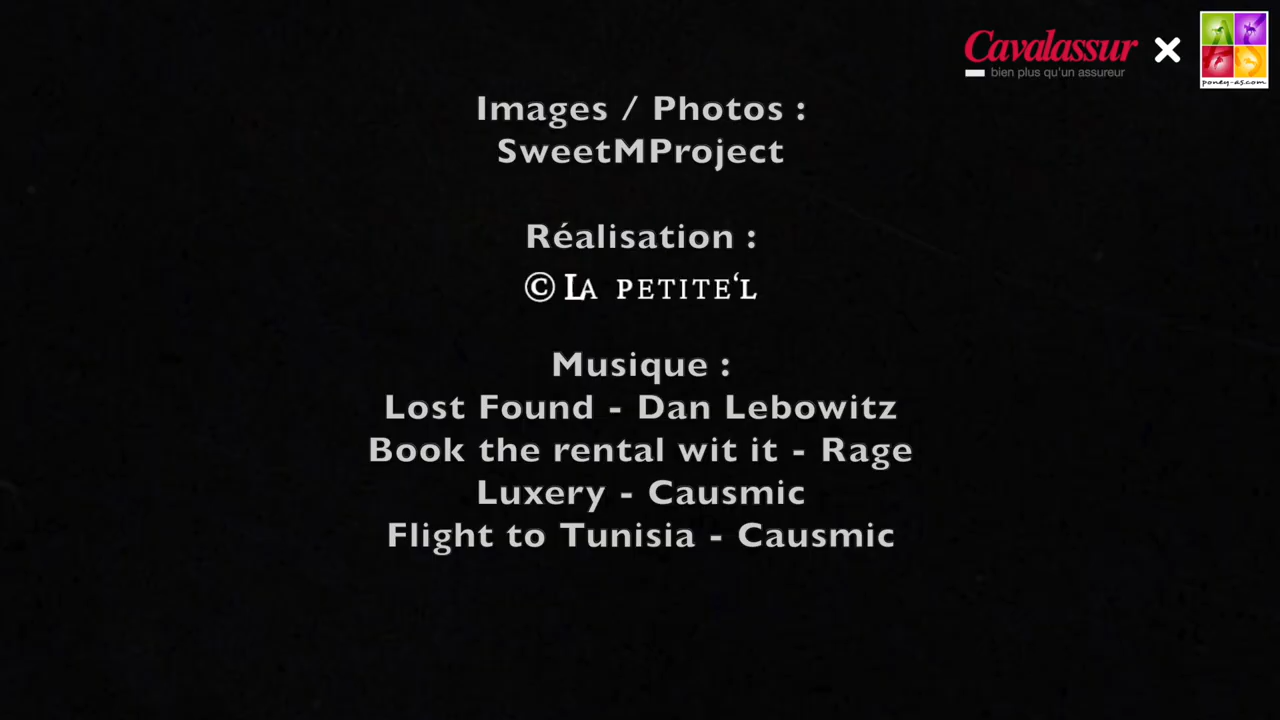 Cavalassur
bien plus qu'un assureur
poney-as.com
Images / Photos :
SweetMProject
Réalisation :
© LA PETITE‘L
Musique :
Lost Found - Dan Lebowitz
Book the rental wit it - Rage
Luxery - Causmic
Flight to Tunisia - Causmic